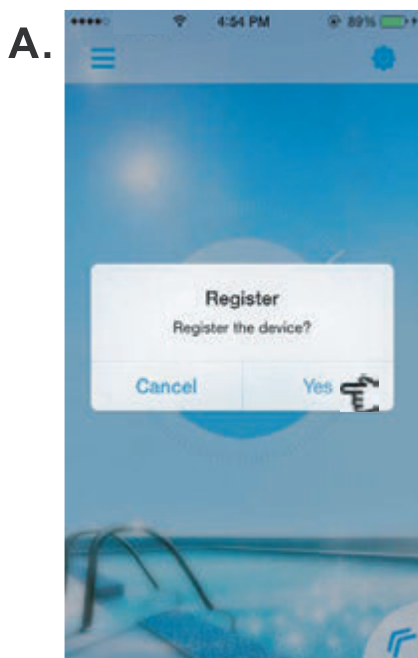 A.
4:54 PM
89%
Register
Register the device?
Cancel
Yes